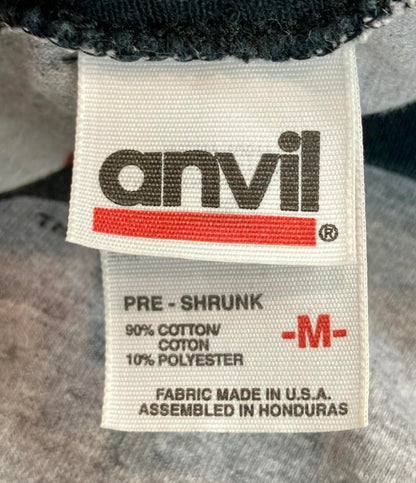 anvil
®
PRE - SHRUNK
90% COTTON/
COTON
10% POLYESTER
-M-
FABRIC MADE IN U.S.A.
ASSEMBLED IN HONDURAS